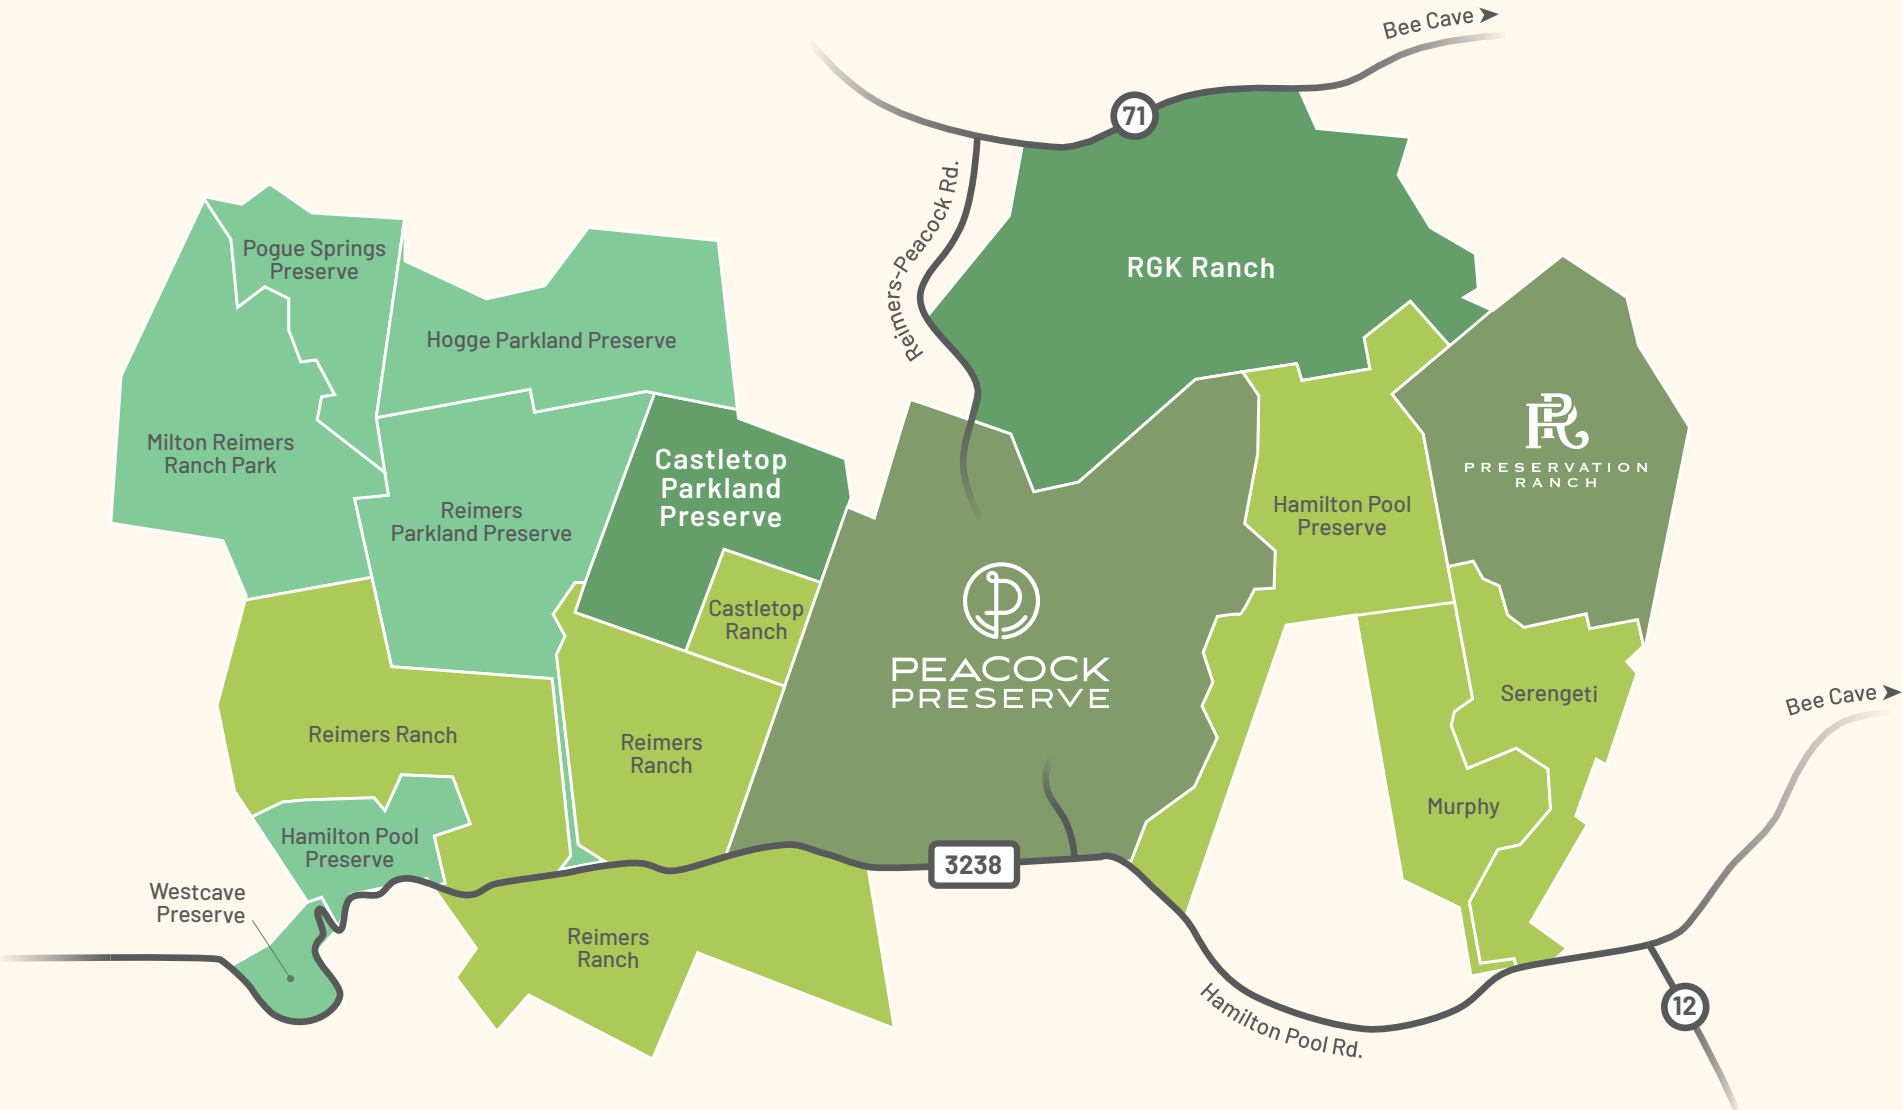 Bee Cave
71
Reimers-Peacock Rd.
Pogue Springs
Preserve
RGK Ranch
Hogge Parkland Preserve
Milton Reimers
Ranch Park
Castletop
Parkland
Preserve
PR
PRESERVATION
RANCH
Reimers
Parkland Preserve
Hamilton Pool
Preserve
Castletop
Ranch
P
PEACOCK
PRESERVE
Serengeti
Bee Cave
Reimers Ranch
Reimers
Ranch
Murphy
Hamilton Pool
Preserve
3238
Westcave
Preserve
Reimers
Ranch
Hamilton Pool Rd.
12